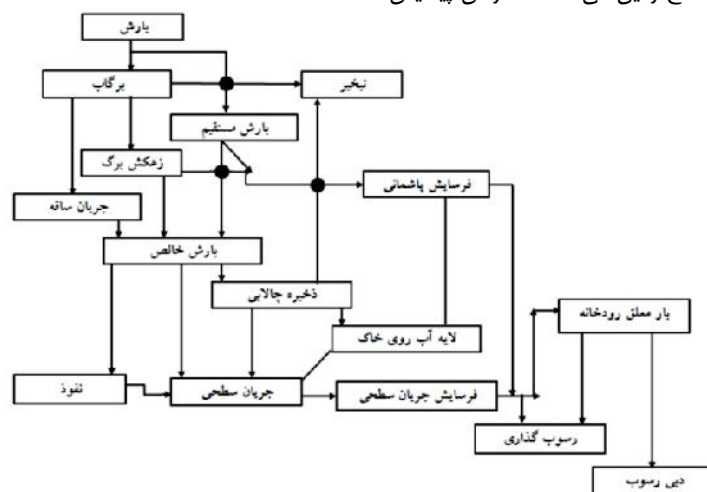 بارش
برگاب
تبخیر
بارش مستقیم
زهکش برگ
فرسایش پاشمانی
جریان ساقه
بارش خالص
ذخیره چالابی
بار معلق رودخانه
لایه آب روی خاک
نفوذ
جریان سطحی
فرسایش جریان سطحی
رسوب گذاری
دبی رسوب